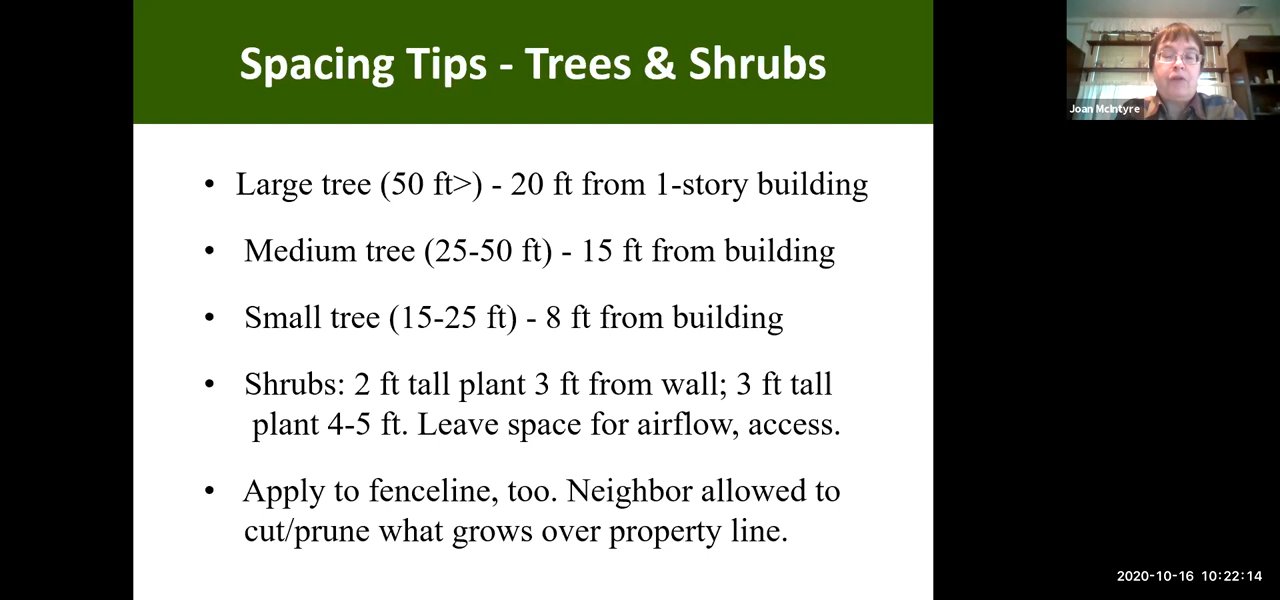 Spacing Tips - Trees & Shrubs
Joan McIntyre
• Large tree (50 ft>) - 20 ft from 1-story building
• Medium tree (25-50 ft) - 15 ft from building
• Small tree (15-25 ft) - 8 ft from building
• Shrubs: 2 ft tall plant 3 ft from wall; 3 ft tall
plant 4-5 ft. Leave space for airflow, access.
• Apply to fenceline, too. Neighbor allowed to
cut/prune what grows over property line.
2020-10-16 10:22:14